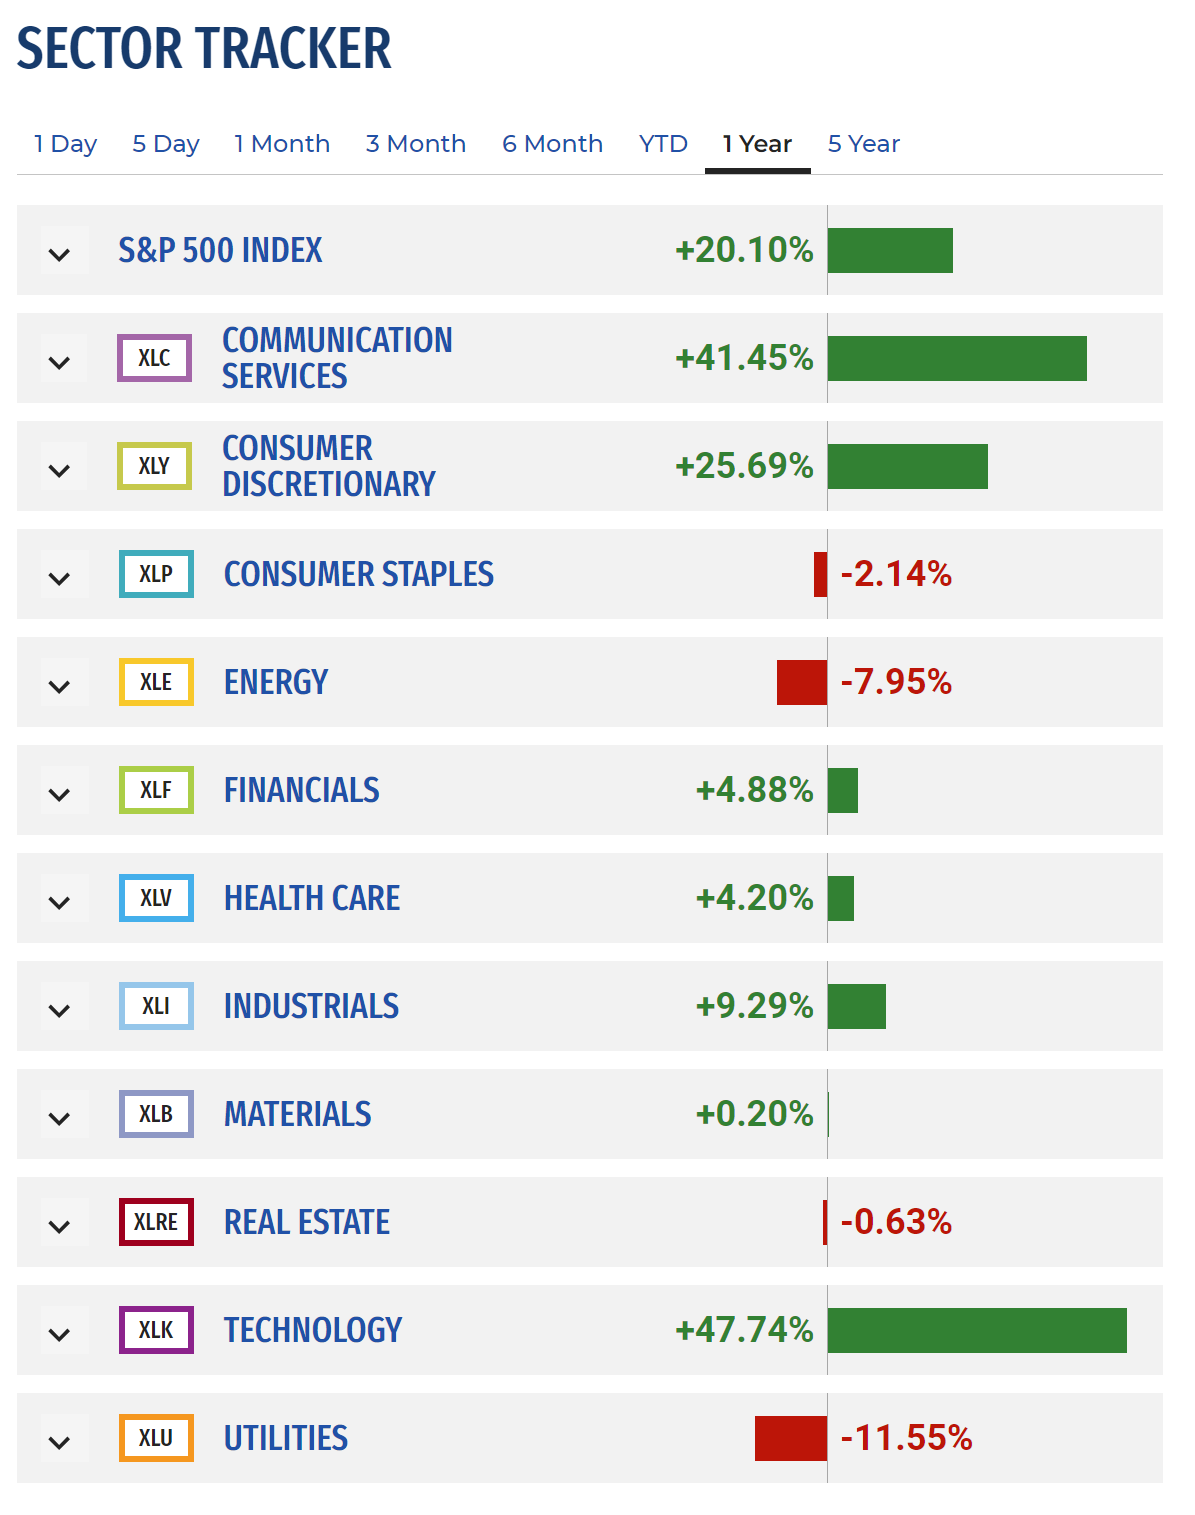 SECTOR TRACKER
1 Day 5 Day 1 Month 3 Month 6 Month YTD 1 Year 5 Year
S&P 500 INDEX +20.10%
XLC COMMUNICATION SERVICES +41.45%
XLY CONSUMER DISCRETIONARY +25.69%
XLP CONSUMER STAPLES -2.14%
XLE ENERGY -7.95%
XLF FINANCIALS +4.88%
XLV HEALTH CARE +4.20%
XLI INDUSTRIALS +9.29%
XLB MATERIALS +0.20%
XLRE REAL ESTATE -0.63%
XLK TECHNOLOGY +47.74%
XLU UTILITIES -11.55%